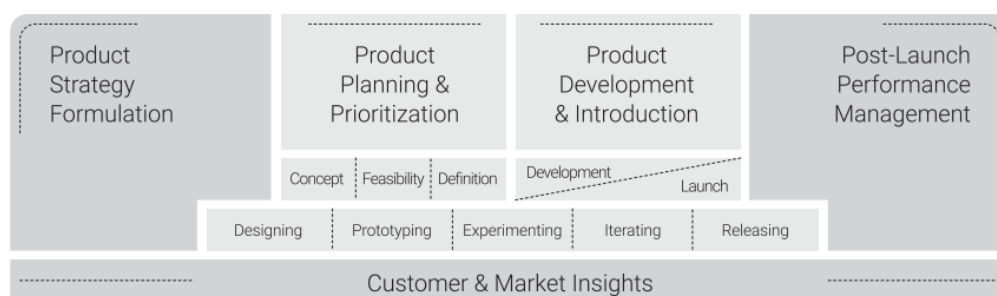 Product
Strategy
Formulation
Product
Planning &
Prioritization
Product
Development
& Introduction
Post-Launch
Performance
Management
Concept
Feasibility
Definition
Development
Launch
Designing
Prototyping
Experimenting
Iterating
Releasing
Customer & Market Insights